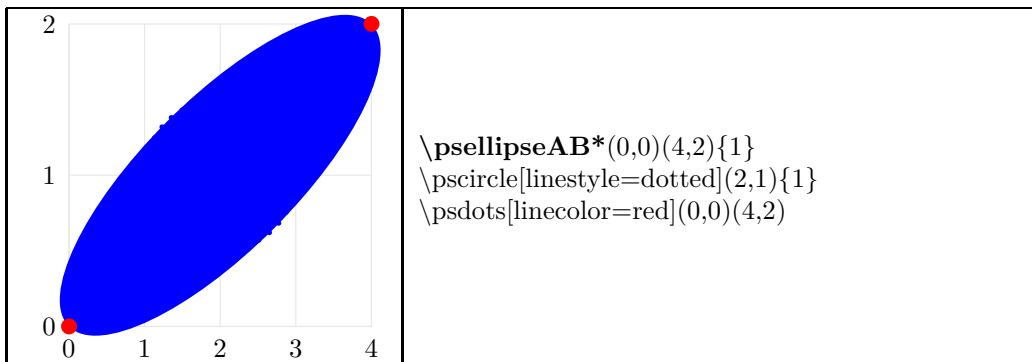 2
1
0
0 1 2 3 4
\psellipseAB*(0,0)(4,2){1}
\pscircle[linestyle=dotted](2,1){1}
\psdots[linecolor=red](0,0)(4,2)